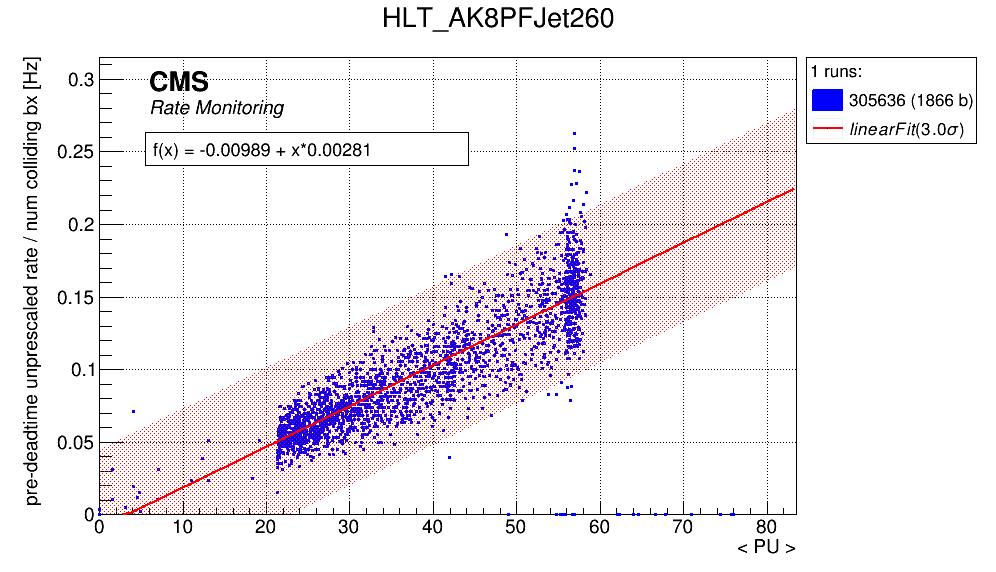 HLT_AK8PFJet260
pre-deadtime unprescaled rate / num colliding bx [Hz]
CMS
Rate Monitoring
f(x) = -0.00989 + x*0.00281
0.3
0.25
0.2
0.15
0.1
0.05
0
0 10 20 30 40 50 60 70 80
< PU >
1 runs:
305636 (1866 b)
linearFit(3.0σ)